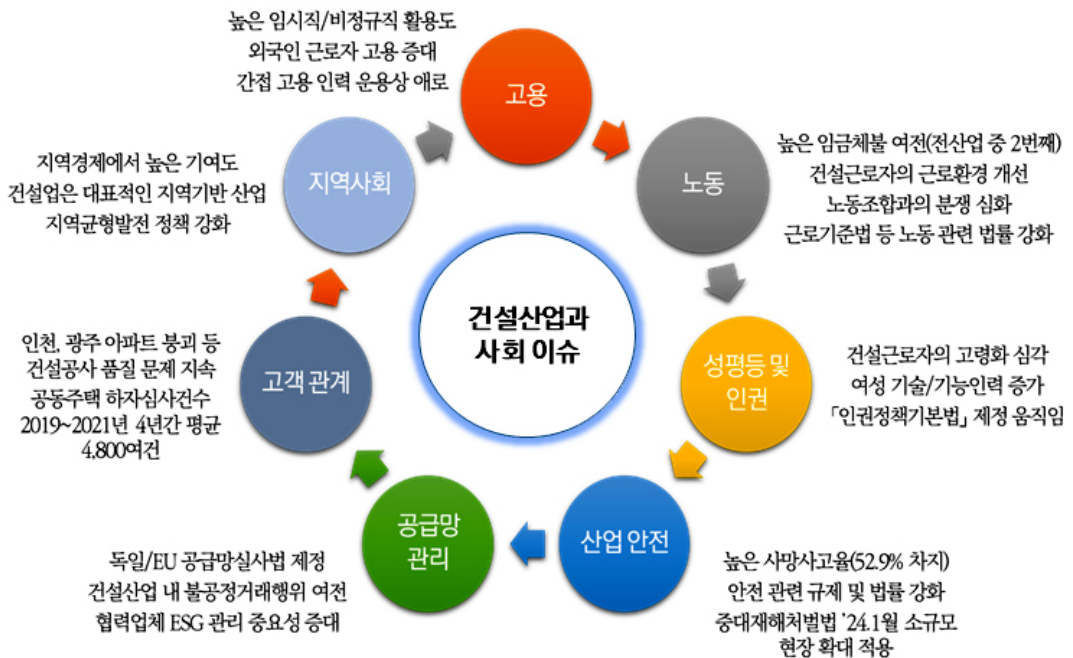 높은 임시직/비정규직 활용도
외국인 근로자 고용 증대
간접 고용 인력 운용상 애로
고용
높은 임금체불 여전(전산업 중 2번째)
건설근로자의 근로환경 개선
노동조합과의 분쟁 심화
근로기준법 등 노동 관련 법률 강화
노동
건설근로자의 고령화 심각
여성 기술/기능인력 증가
「인권정책기본법」 제정 움직임
성평등 및
인권
높은 사망사고율(52.9% 차지)
안전 관련 규제 및 법률 강화
중대재해처벌법 '24.1월 소규모
현장 확대 적용
산업 안전
독일/EU 공급망실사법 제정
건설산업 내 불공정거래행위 여전
협력업체 ESG 관리 중요성 증대
공급망
관리
인천, 광주 아파트 붕괴 등
건설공사 품질 문제 지속
공동주택 하자심사건수
2019~2021년 4년간 평균
4,800여건
고객 관계
지역경제에서 높은 기여도
건설업은 대표적인 지역기반 산업
지역균형발전 정책 강화
지역사회
건설산업과
사회 이슈